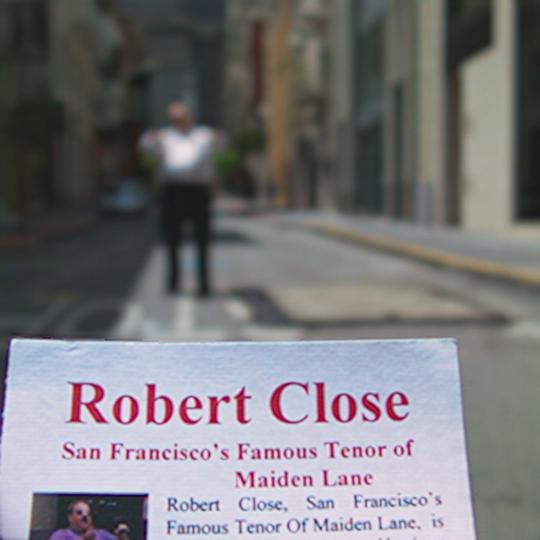 Robert Close
San Francisco's Famous Tenor of
Maiden Lane
Robert Close, San Francisco's
Famous Tenor Of Maiden Lane, is